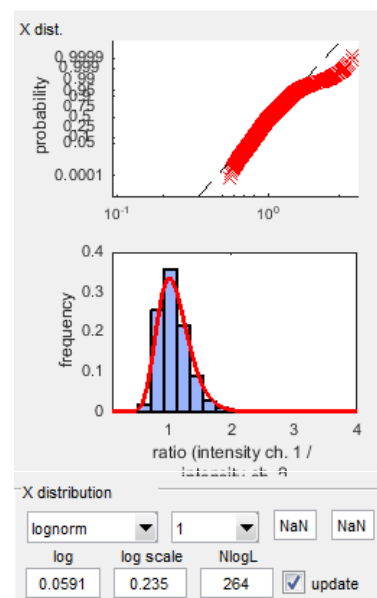 X dist.
0.9999
0.999
0.99
0.95
0.75
0.5
0.25
0.1
0.05
0.0001
probability
10-1
100
0.4
0.3
0.2
0.1
0
frequency
1
2
3
4
ratio (intensity ch. 1 /
intensity ch. 2
X distribution
lognorm
1
NaN
NaN
log
log scale
NlogL
0.0591
0.235
264
update